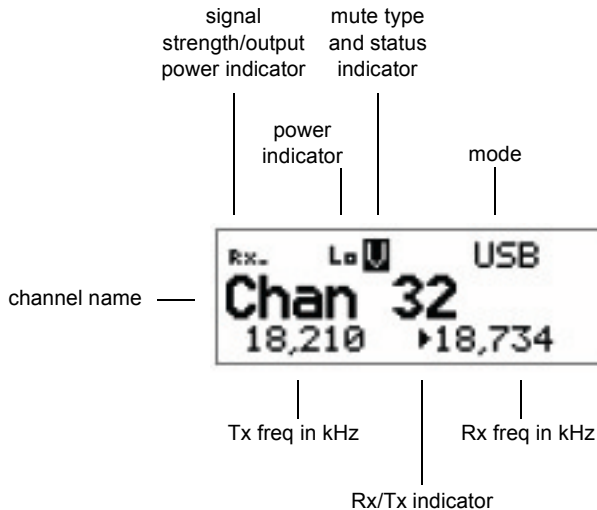 signal
strength/output
power indicator
mute type
and status
indicator
power
indicator
mode
Rx Lo V USB
channel name
Chan 32
18,210 ▶18,734
Tx freq in kHz
Rx freq in kHz
Rx/Tx indicator